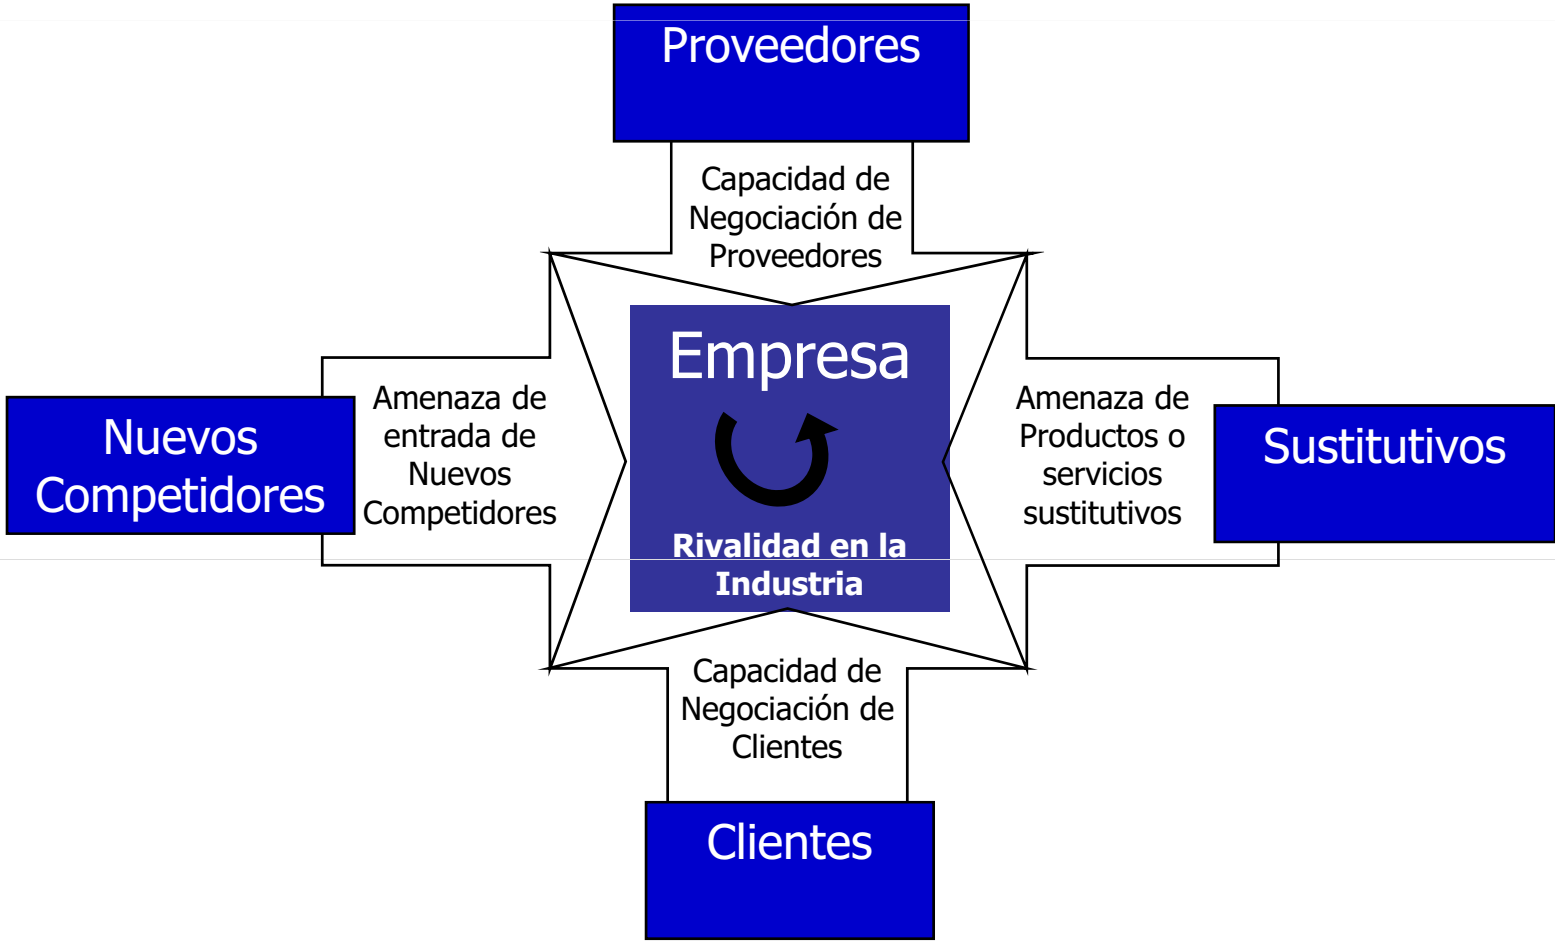 Proveedores
Capacidad de
Negociación de
Proveedores
Nuevos
Competidores
Amenaza de
entrada de
Nuevos
Competidores
Empresa
Rivalidad en la
Industria
Amenaza de
Productos o
servicios
sustitutivos
Sustitutivos
Capacidad de
Negociación de
Clientes
Clientes